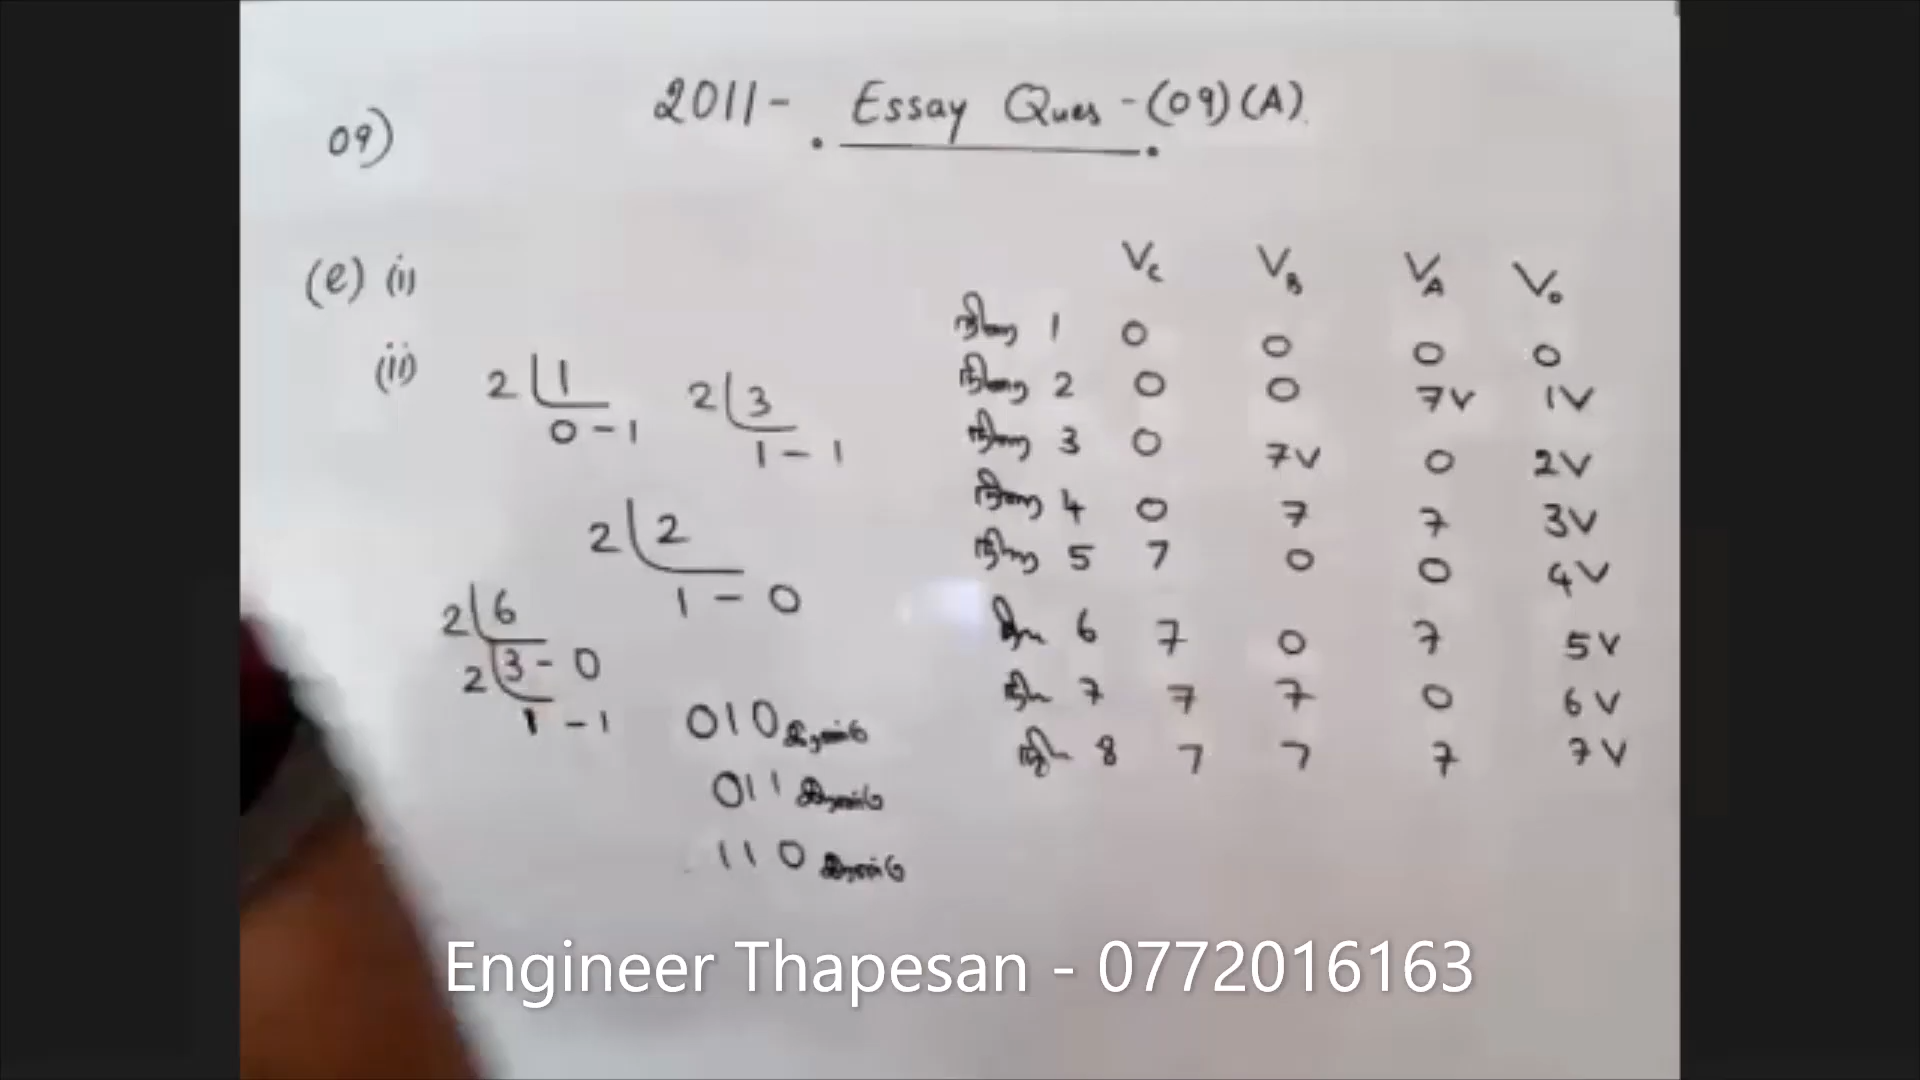 2011 - Essay Ques - (09) (A)
09)
(e) (i)
(ii)
2 1
0 - 1
2 3
1 - 1
2 2
1 - 0
2 6
2 3 - 0
1 - 1
010
011
110
Vc VB VA Vo
நிலை 1 0 0 0 0
நிலை 2 0 0 7V 1V
நிலை 3 0 7V 0 2V
நிலை 4 0 7 7 3V
நிலை 5 7 0 0 4V
6 7 0 7 5V
7 7 7 0 6V
8 7 7 7 7V
Engineer Thapesan - 0772016163